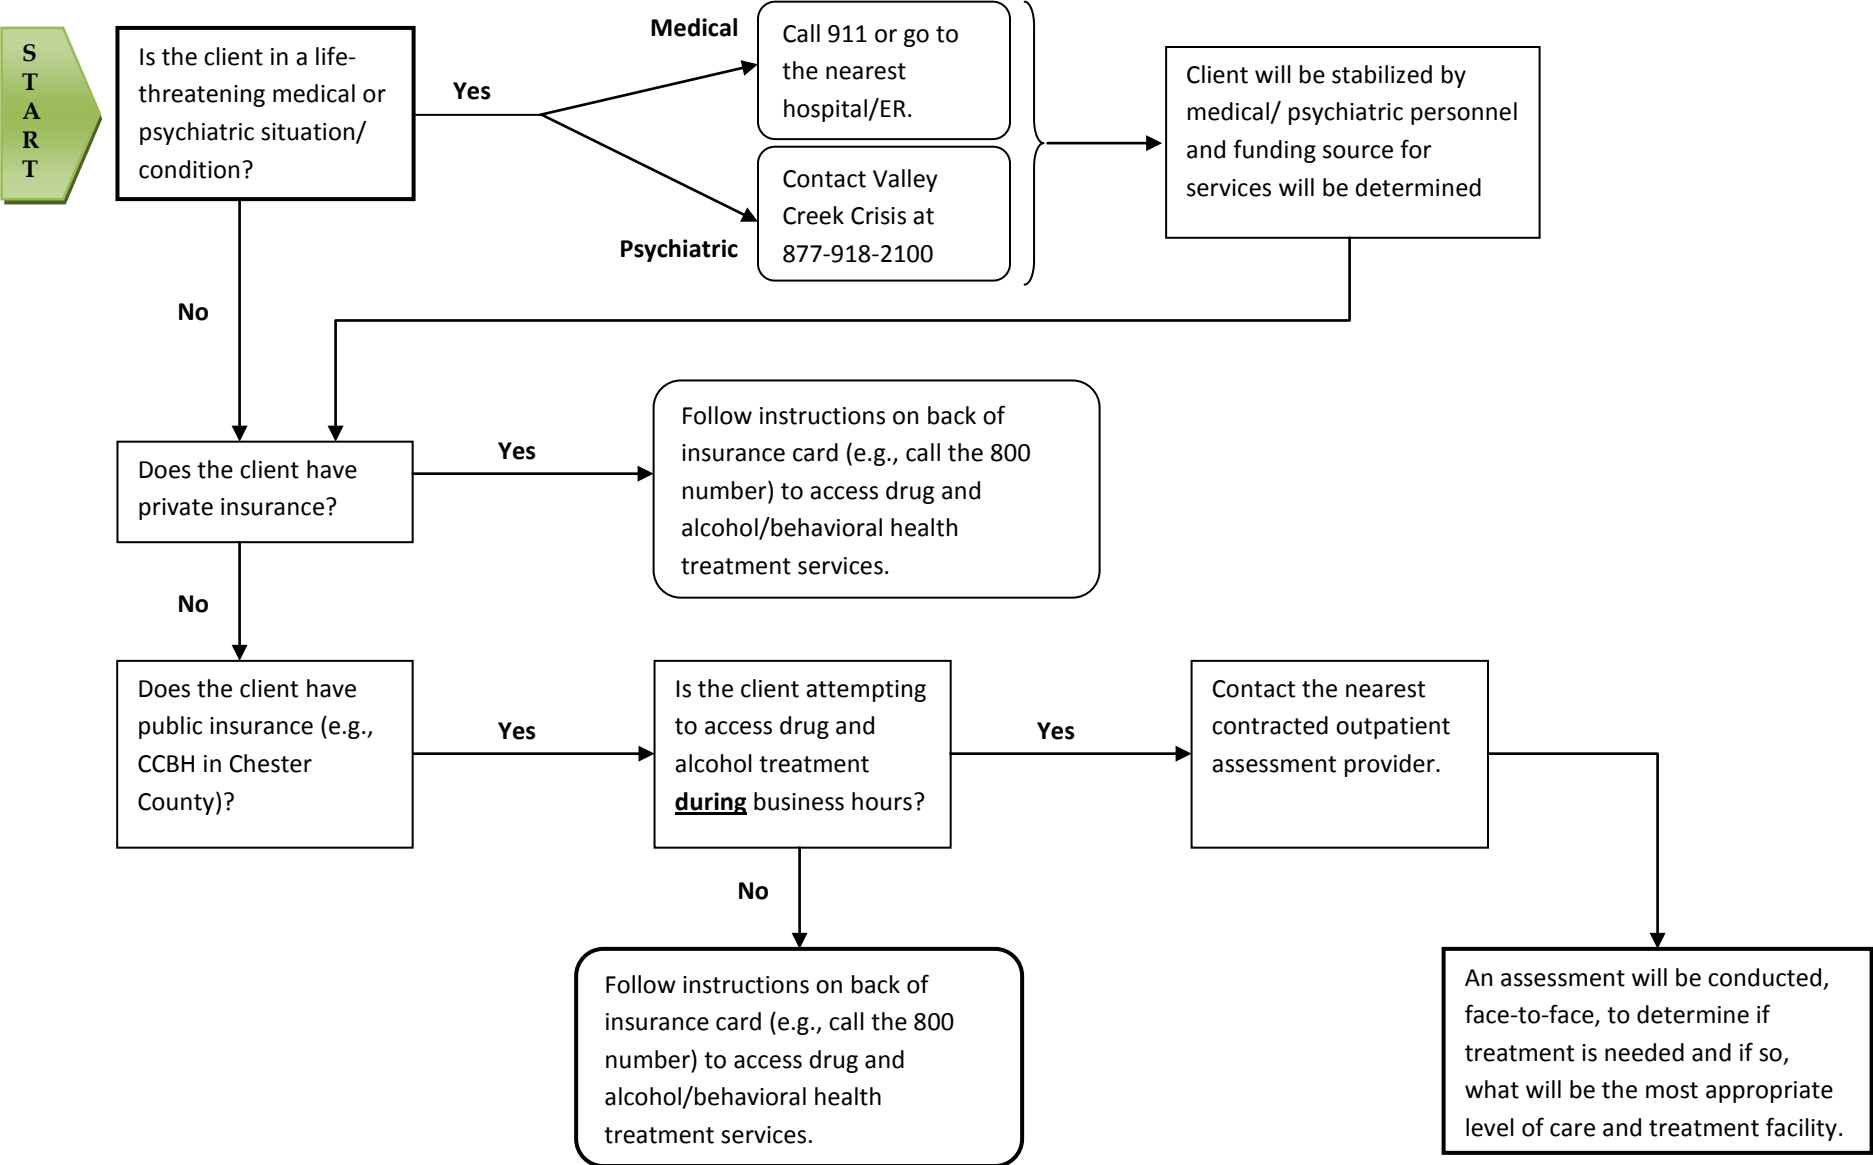 S
T
A
R
T
Is the client in a life-
threatening medical or
psychiatric situation/
condition?
Yes
Medical
Call 911 or go to
the nearest
hospital/ER.
Psychiatric
Contact Valley
Creek Crisis at
877-918-2100
Client will be stabilized by
medical/ psychiatric personnel
and funding source for
services will be determined
No
Does the client have
private insurance?
Yes
Follow instructions on back of
insurance card (e.g., call the 800
number) to access drug and
alcohol/behavioral health
treatment services.
No
Does the client have
public insurance (e.g.,
CCBH in Chester
County)?
Yes
Is the client attempting
to access drug and
alcohol treatment
during business hours?
Yes
Contact the nearest
contracted outpatient
assessment provider.
No
Follow instructions on back of
insurance card (e.g., call the 800
number) to access drug and
alcohol/behavioral health
treatment services.
An assessment will be conducted,
face-to-face, to determine if
treatment is needed and if so,
what will be the most appropriate
level of care and treatment facility.